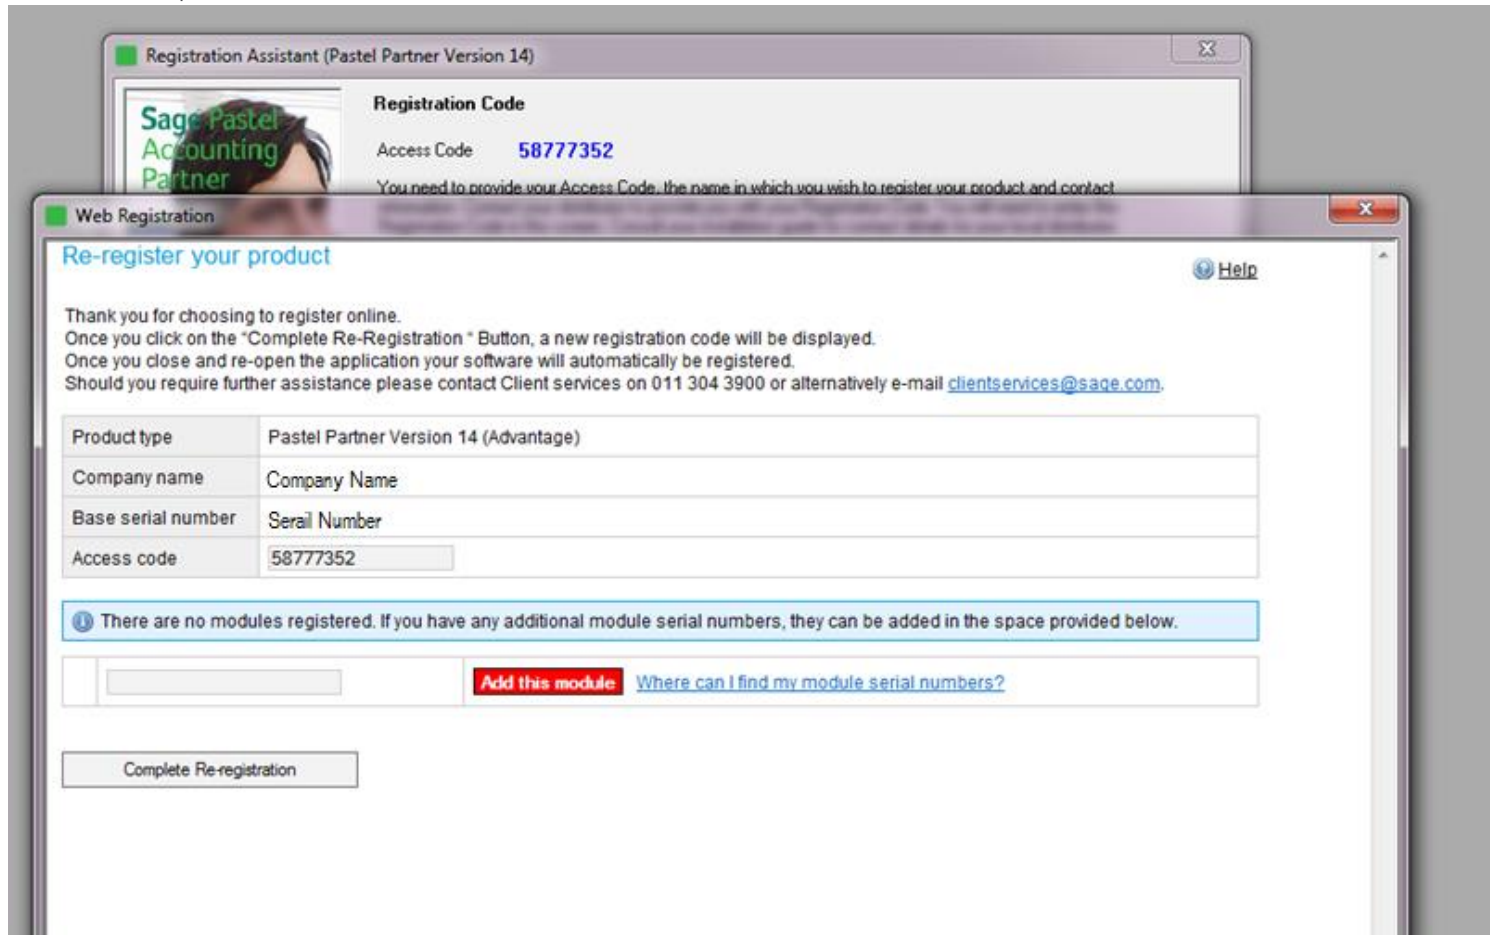 Registration Assistant (Pastel Partner Version 14)
Sage Pastel
Accounting
Partner
Registration Code
Access Code 58777352
You need to provide your Access Code, the name in which you wish to register your product and contact
Web Registration
Re-register your product
Help
Thank you for choosing to register online.
Once you click on the "Complete Re-Registration " Button, a new registration code will be displayed.
Once you close and re-open the application your software will automatically be registered.
Should you require further assistance please contact Client services on 011 304 3900 or alternatively e-mail clientservices@sage.com.
Product type Pastel Partner Version 14 (Advantage)
Company name Company Name
Base serial number Serail Number
Access code 58777352
There are no modules registered. If you have any additional module serial numbers, they can be added in the space provided below.
Add this module Where can I find my module serial numbers?
Complete Re-registration